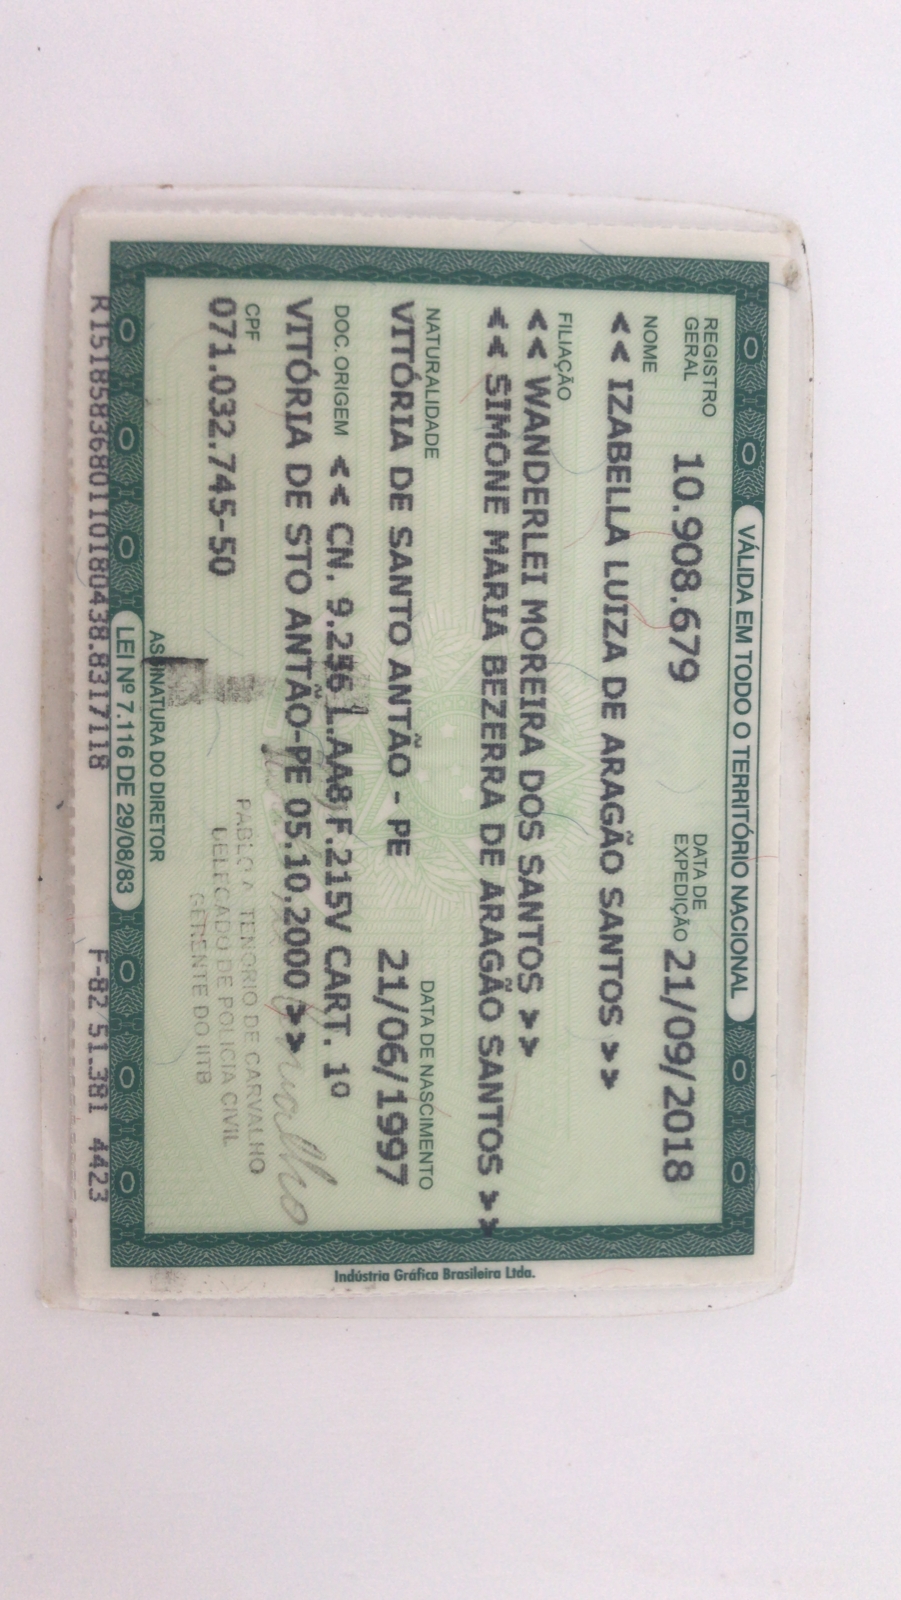 VÁLIDA EM TODO O TERRITÓRIO NACIONAL
REGISTRO GERAL 10.908.679 DATA DE EXPEDIÇÃO 21/09/2018
NOME
<< IZABELLA LUIZA DE ARAGÃO SANTOS >>
FILIAÇÃO
<< WANDERLEI MOREIRA DOS SANTOS >>
<< SIMONE MARIA BEZERRA DE ARAGÃO SANTOS >>
NATURALIDADE DATA DE NASCIMENTO
VITÓRIA DE SANTO ANTÃO - PE 21/06/1997
DOC. ORIGEM << CN. 9.256 L.AA8 F.215V CART. 1º
VITÓRIA DE STO ANTÃO-PE 05.10.2000 >>
CPF
071.032.745-50
PABLO A TENORIO DE CARVALHO
DELEGADO DE POLICIA CIVIL
GERENTE DO IITB
ASSINATURA DO DIRETOR
LEI Nº 7.116 DE 29/08/83
R15185836801101180438.8317118 F-82 51.381 4423
Indústria Gráfica Brasileira Ltda.